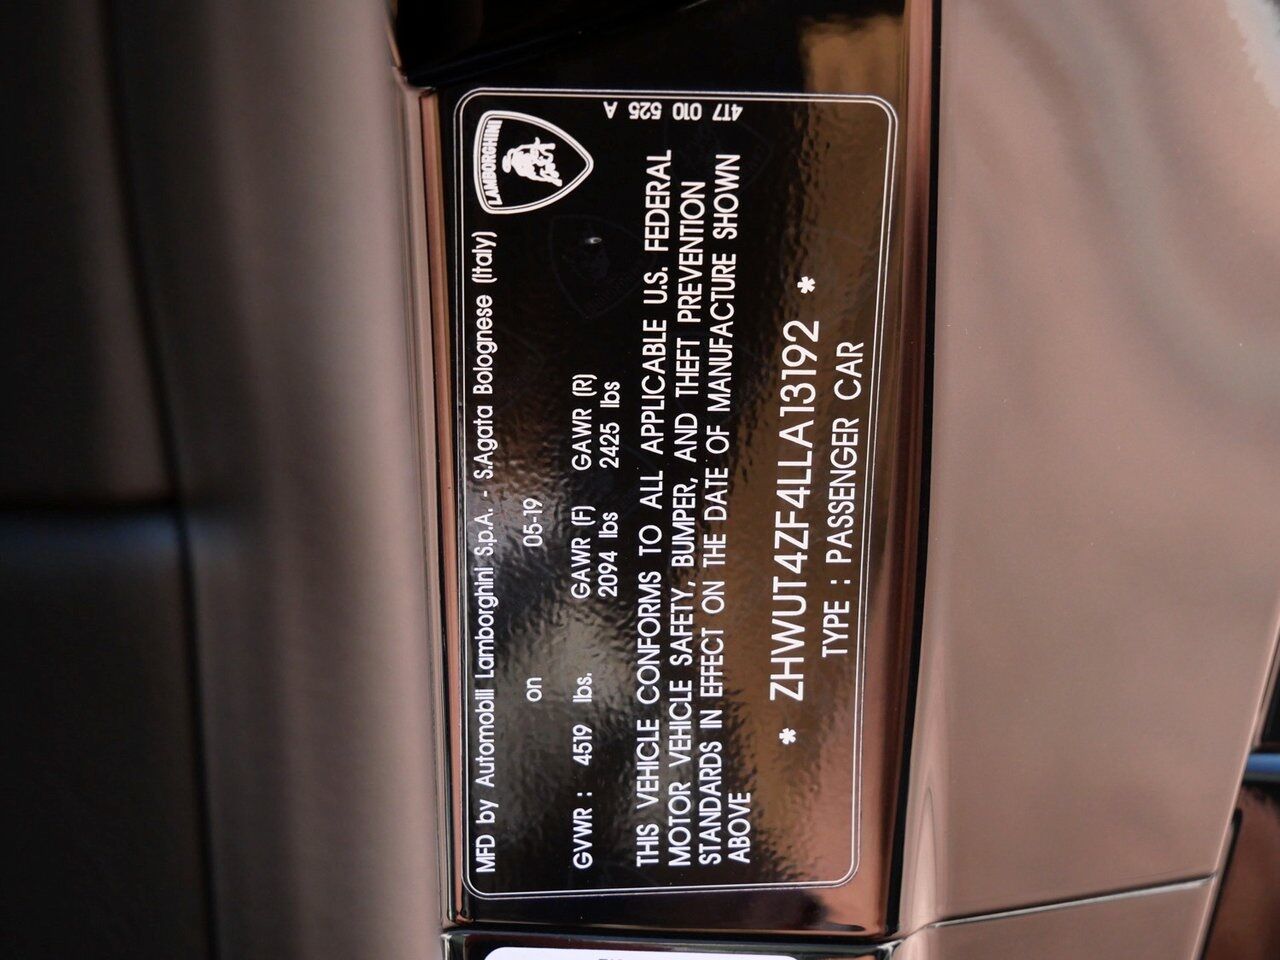 LAMBORGHINI
MFD by Automobili Lamborghini S.p.A. - S.Agata Bolognese (Italy)
on 05-19
GVWR : 4519 lbs. GAWR (F) GAWR (R)
2094 lbs 2425 lbs
THIS VEHICLE CONFORMS TO ALL APPLICABLE U.S. FEDERAL
MOTOR VEHICLE SAFETY, BUMPER, AND THEFT PREVENTION
STANDARDS IN EFFECT ON THE DATE OF MANUFACTURE SHOWN
ABOVE
* ZHWUT4ZF4LLA13192 *
TYPE : PASSENGER CAR
4T7 010 525 A